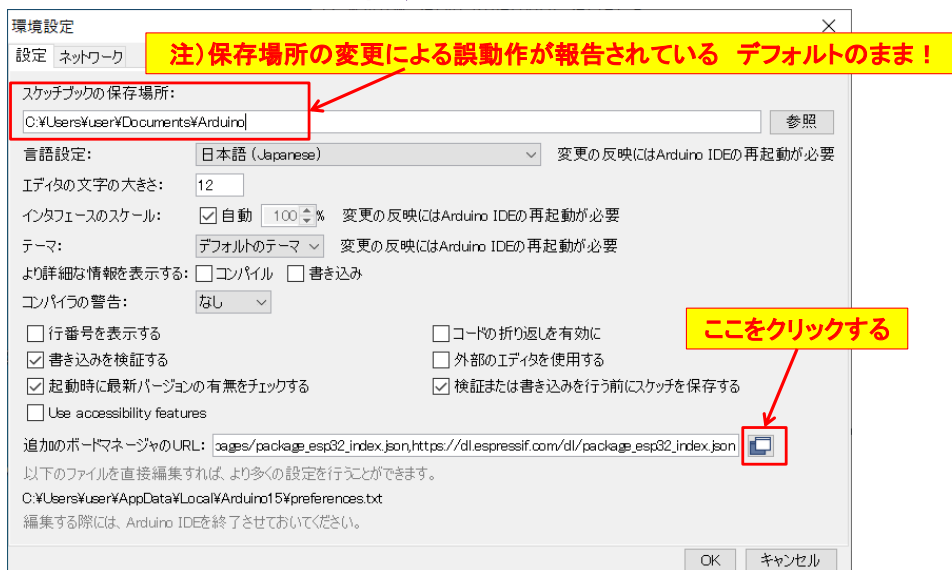 環境設定
設定 ネットワーク
注）保存場所の変更による誤動作が報告されている　デフォルトのまま！
スケッチブックの保存場所:
C:¥Users¥user¥Documents¥Arduino
参照
言語設定: 日本語 (Japanese) 変更の反映にはArduino IDEの再起動が必要
エディタの文字の大きさ: 12
インタフェースのスケール: 自動 100 % 変更の反映にはArduino IDEの再起動が必要
テーマ: デフォルトのテーマ 変更の反映にはArduino IDEの再起動が必要
より詳細な情報を表示する: コンパイル 書き込み
コンパイラの警告: なし
行番号を表示する コードの折り返しを有効に
ここをクリックする
書き込みを検証する 外部のエディタを使用する
起動時に最新バージョンの有無をチェックする 検証または書き込みを行う前にスケッチを保存する
Use accessibility features
追加のボードマネージャのURL: pages/package_esp32_index.json,https://dl.espressif.com/dl/package_esp32_index.json
以下のファイルを直接編集すれば、より多くの設定を行うことができます。
C:¥Users¥user¥AppData¥Local¥Arduino15¥preferences.txt
編集する際には、Arduino IDEを終了させておいてください。
OK キャンセル